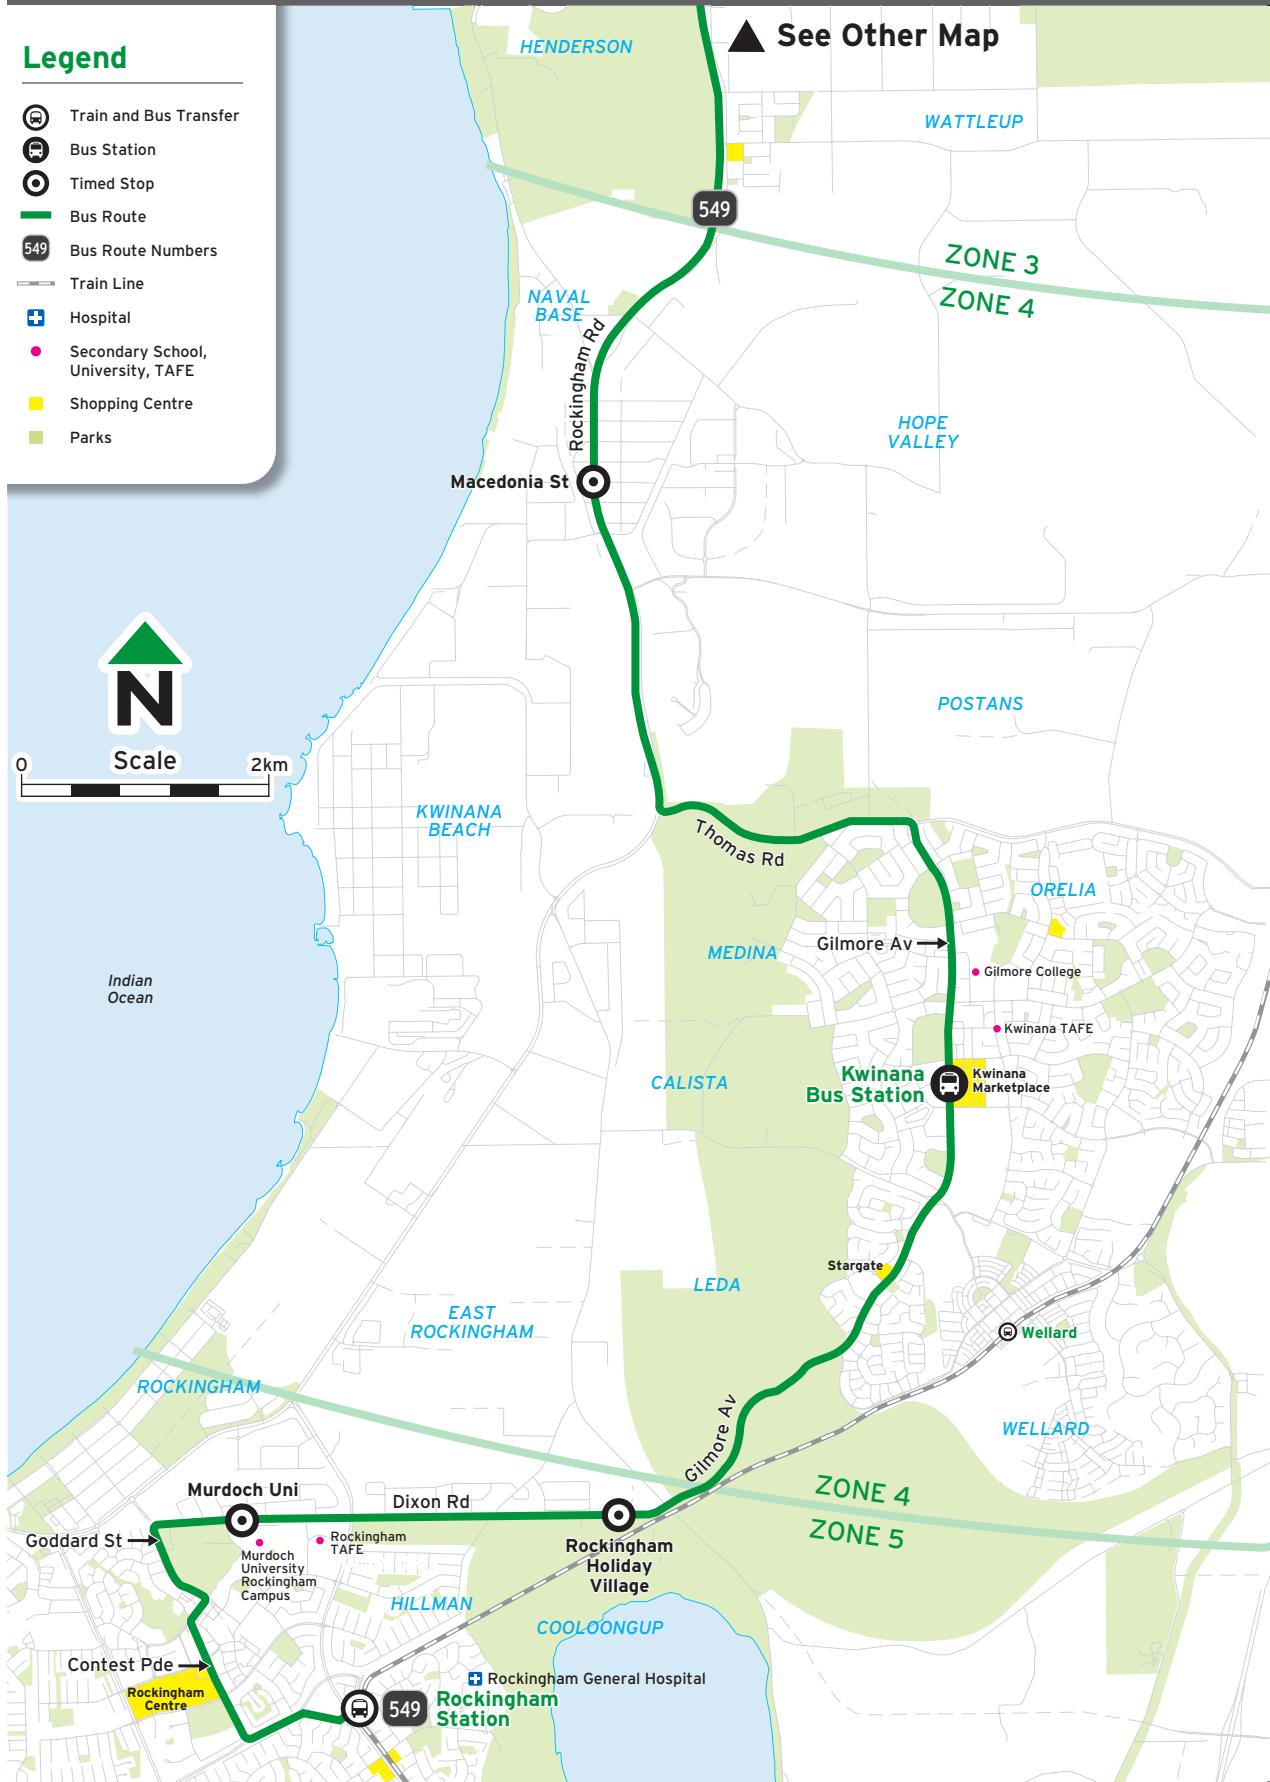 See Other Map
Legend
Train and Bus Transfer
Bus Station
Timed Stop
Bus Route
549
Bus Route Numbers
Train Line
Hospital
Secondary School,
University, TAFE
Shopping Centre
Parks
HENDERSON
WATTLEUP
549
ZONE 3
ZONE 4
NAVAL
BASE
Rockingham Rd
HOPE
VALLEY
Macedonia St
N
Scale
0
2km
POSTANS
KWINANA
BEACH
Thomas Rd
ORELIA
Gilmore Av
MEDINA
Gilmore College
Indian
Ocean
Kwinana TAFE
CALISTA
Kwinana
Bus Station
Kwinana
Marketplace
Stargate
LEDA
EAST
ROCKINGHAM
Wellard
ROCKINGHAM
Gilmore Av
WELLARD
ZONE 4
ZONE 5
Murdoch Uni
Dixon Rd
Goddard St
Rockingham
TAFE
Murdoch
University
Rockingham
Campus
Rockingham
Holiday
Village
HILLMAN
COOLOONGUP
Contest Pde
Rockingham
Centre
Rockingham General Hospital
549
Rockingham
Station